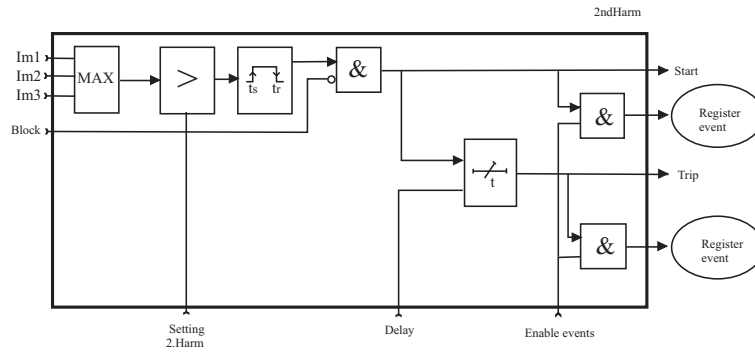 2ndHarm
Im1
Im2
Im3
MAX
>
ts tr
&
Start
Block
&
Register
event
t
Trip
&
Register
event
Setting
2.Harm
Delay
Enable events